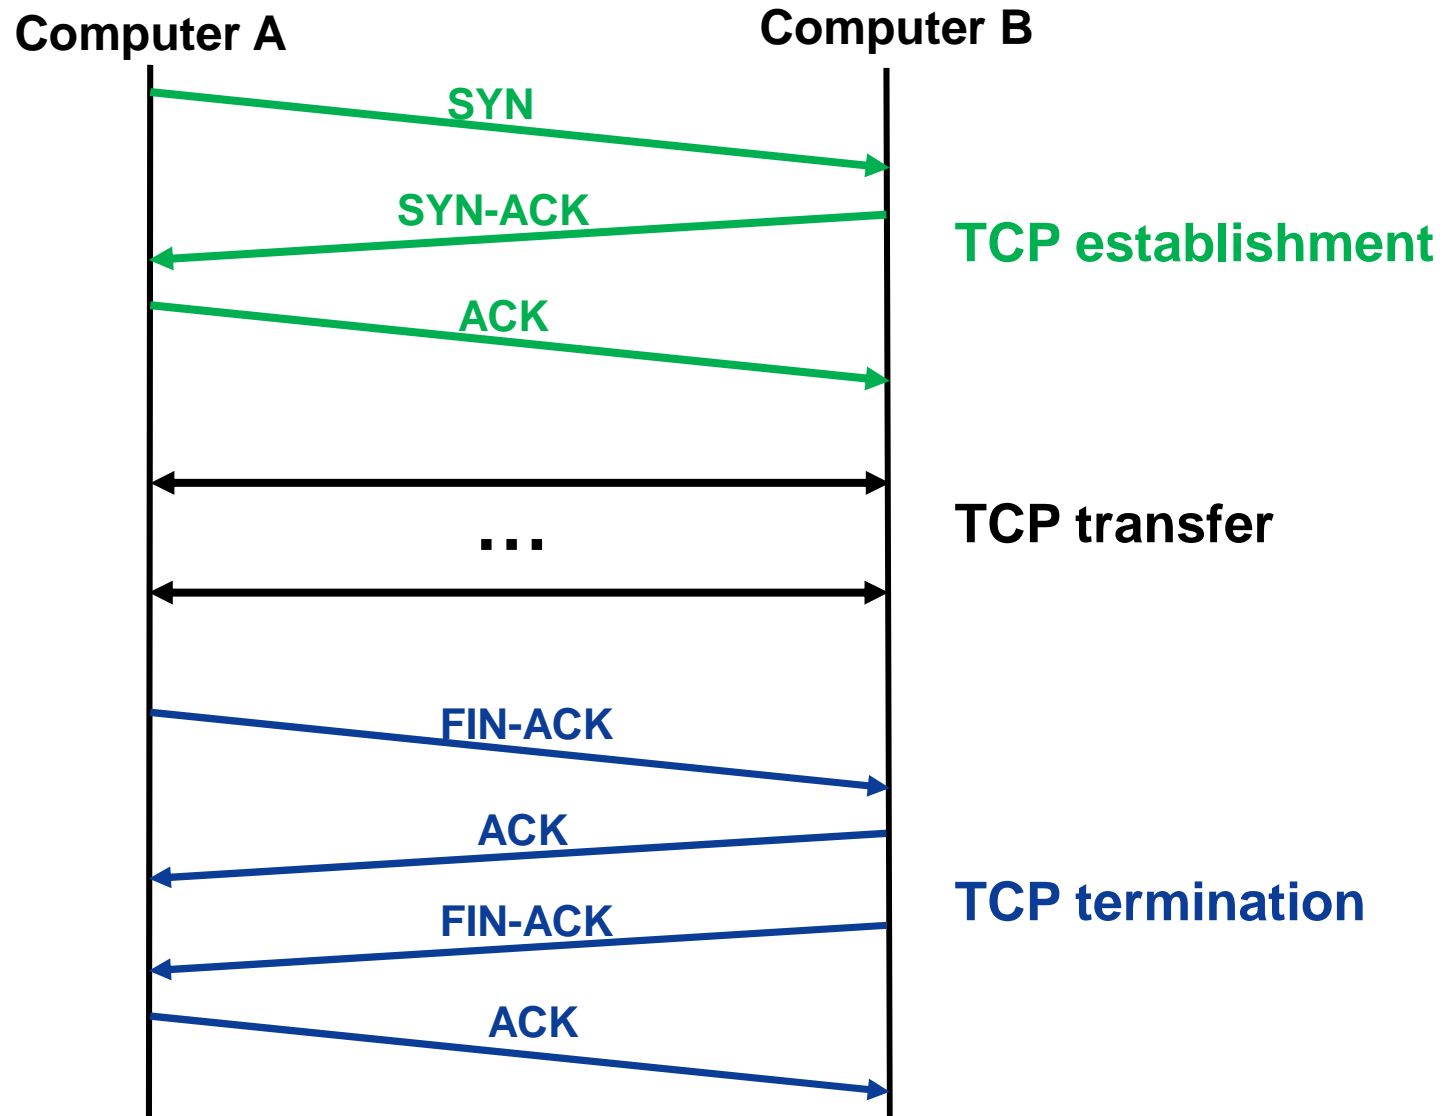 Computer A
Computer B
SYN
SYN-ACK
TCP establishment
ACK
TCP transfer
...
FIN-ACK
ACK
TCP termination
FIN-ACK
ACK